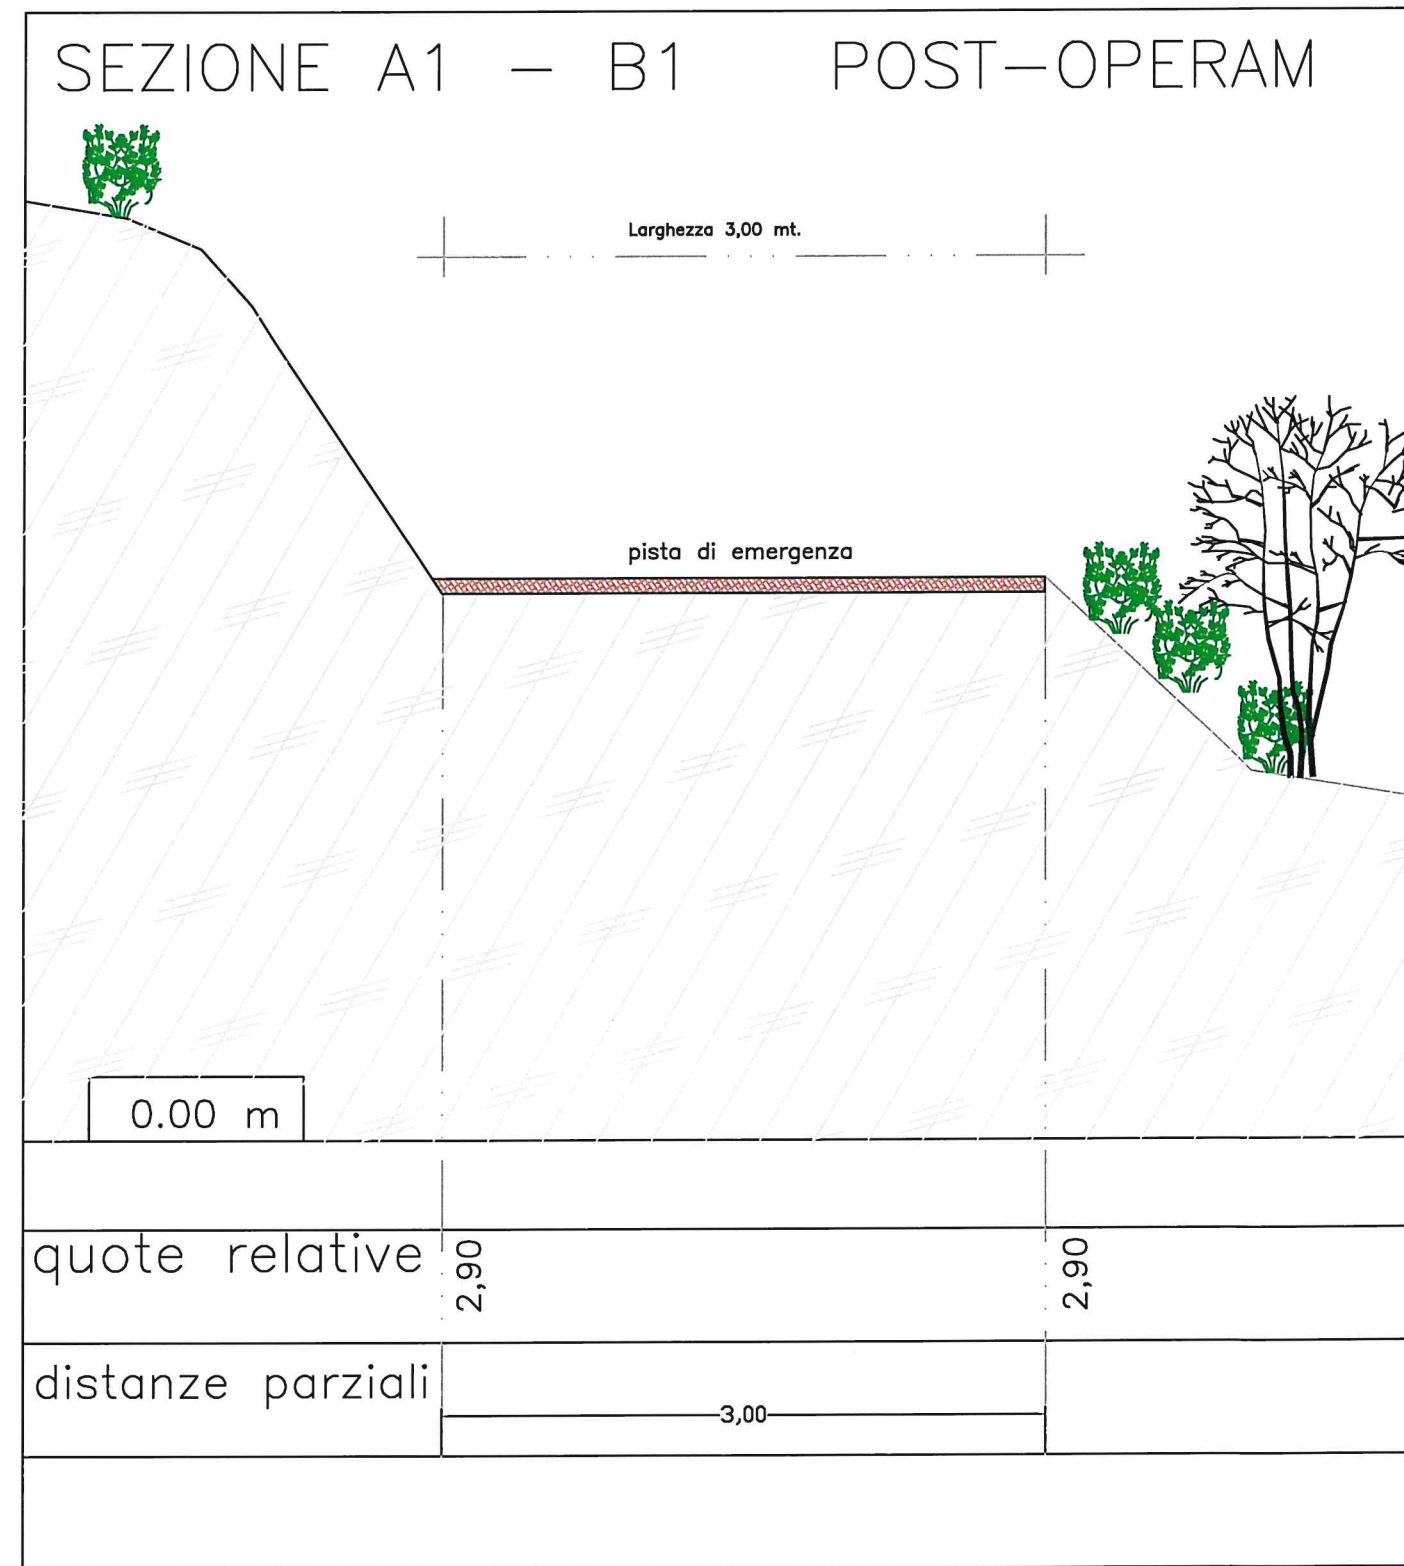 SEZIONE A1 - B1 POST-OPERAM
Larghezza 3,00 mt.
pista di emergenza
0.00 m
quote relative 2,90 2,90
distanze parziali
3,00